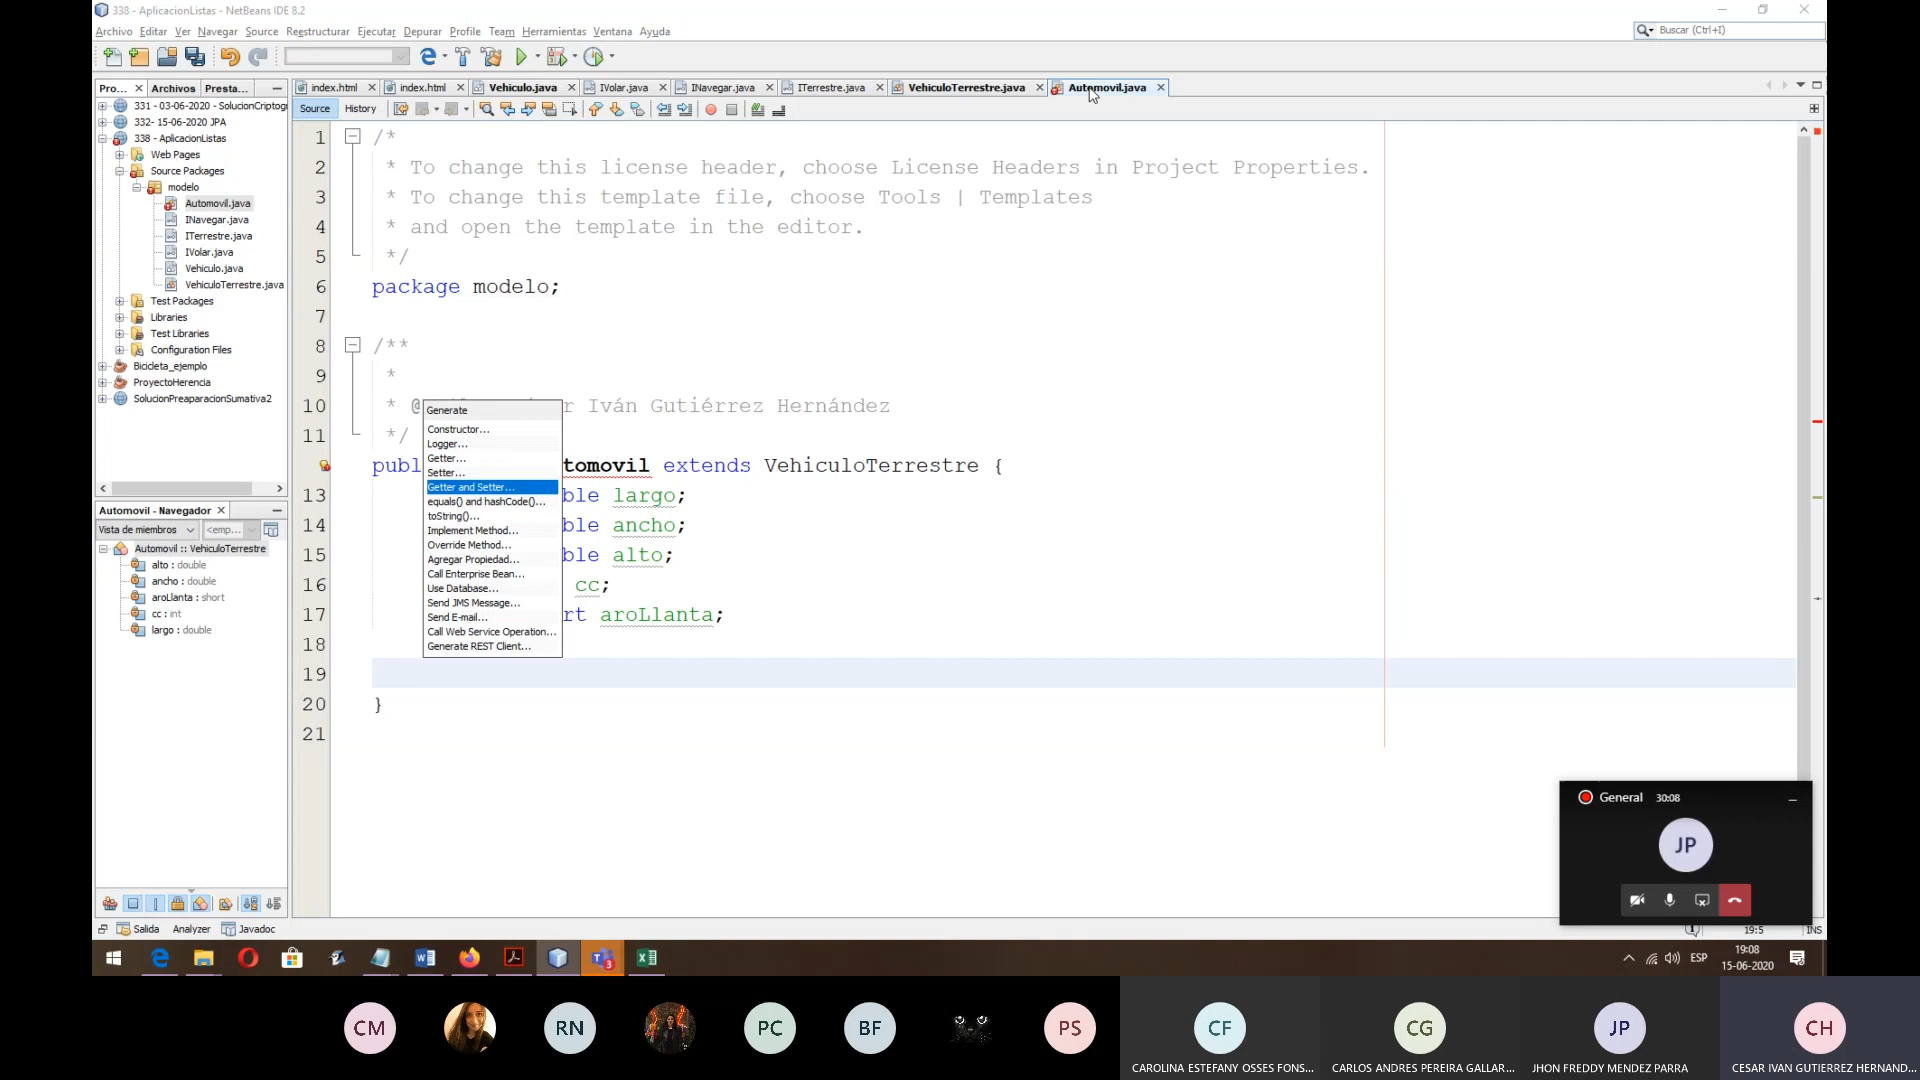 338 - AplicacionListas - NetBeans IDE 8.2
Archivo Editar Ver Navegar Source Reestructurar Ejecutar Depurar Profile Team Herramientas Ventana Ayuda
Buscar (Ctrl+I)
Pro... Archivos Presta...
index.html index.html Vehiculo.java IVolar.java INavegar.java ITerrestre.java VehiculoTerrestre.java Automovil.java
Source History
331 - 03-06-2020 - SolucionCriptog
332- 15-06-2020 JPA
338 - AplicacionListas
Web Pages
Source Packages
modelo
Automovil.java
INavegar.java
ITerrestre.java
IVolar.java
Vehiculo.java
VehiculoTerrestre.java
Test Packages
Libraries
Test Libraries
Configuration Files
Bicicleta_ejemplo
ProyectoHerencia
SolucionPreaparacionSumativa2
Automovil - Navegador
Vista de miembros <emp...
Automovil :: VehiculoTerrestre
alto : double
ancho : double
aroLlanta : short
cc : int
largo : double
1 /*
2 * To change this license header, choose License Headers in Project Properties.
3 * To change this template file, choose Tools | Templates
4 * and open the template in the editor.
5 */
6 package modelo;
7
8 /**
9 *
10 * @ r Iván Gutiérrez Hernández
11 */
publ tomovil extends VehiculoTerrestre {
13 ble largo;
14 ble ancho;
15 ble alto;
16 cc;
17 rt aroLlanta;
18
19
20 }
21
Generate
Constructor...
Logger...
Getter...
Setter...
Getter and Setter...
equals() and hashCode()...
toString()...
Implement Method...
Override Method...
Agregar Propiedad...
Call Enterprise Bean...
Use Database...
Send JMS Message...
Send E-mail...
Call Web Service Operation...
Generate REST Client...
General 30:08
JP
Salida Analyzer Javadoc
1 19:5 INS
3
ESP
19:08
15-06-2020
CM RN PC BF PS CF CG JP CH
CAROLINA ESTEFANY OSSES FONS... CARLOS ANDRES PEREIRA GALLAR... JHON FREDDY MENDEZ PARRA CESAR IVAN GUTIERREZ HERNAND...